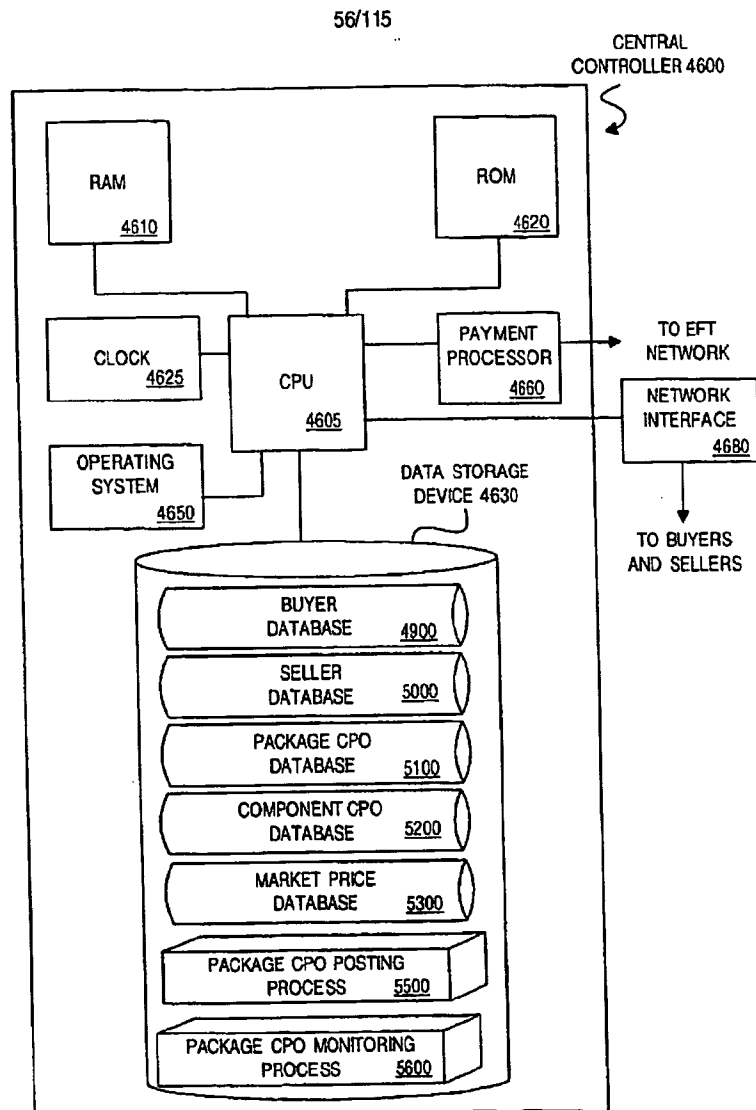 56/115
CENTRAL
CONTROLLER 4600
RAM
4610
ROM
4620
CLOCK
4625
CPU
4605
PAYMENT
PROCESSOR
4660
TO EFT
NETWORK
NETWORK
INTERFACE
4680
OPERATING
SYSTEM
4650
DATA STORAGE
DEVICE 4630
TO BUYERS
AND SELLERS
BUYER
DATABASE
4900
SELLER
DATABASE
5000
PACKAGE CPO
DATABASE
5100
COMPONENT CPO
DATABASE
5200
MARKET PRICE
DATABASE
5300
PACKAGE CPO POSTING
PROCESS
5500
PACKAGE CPO MONITORING
PROCESS
5600